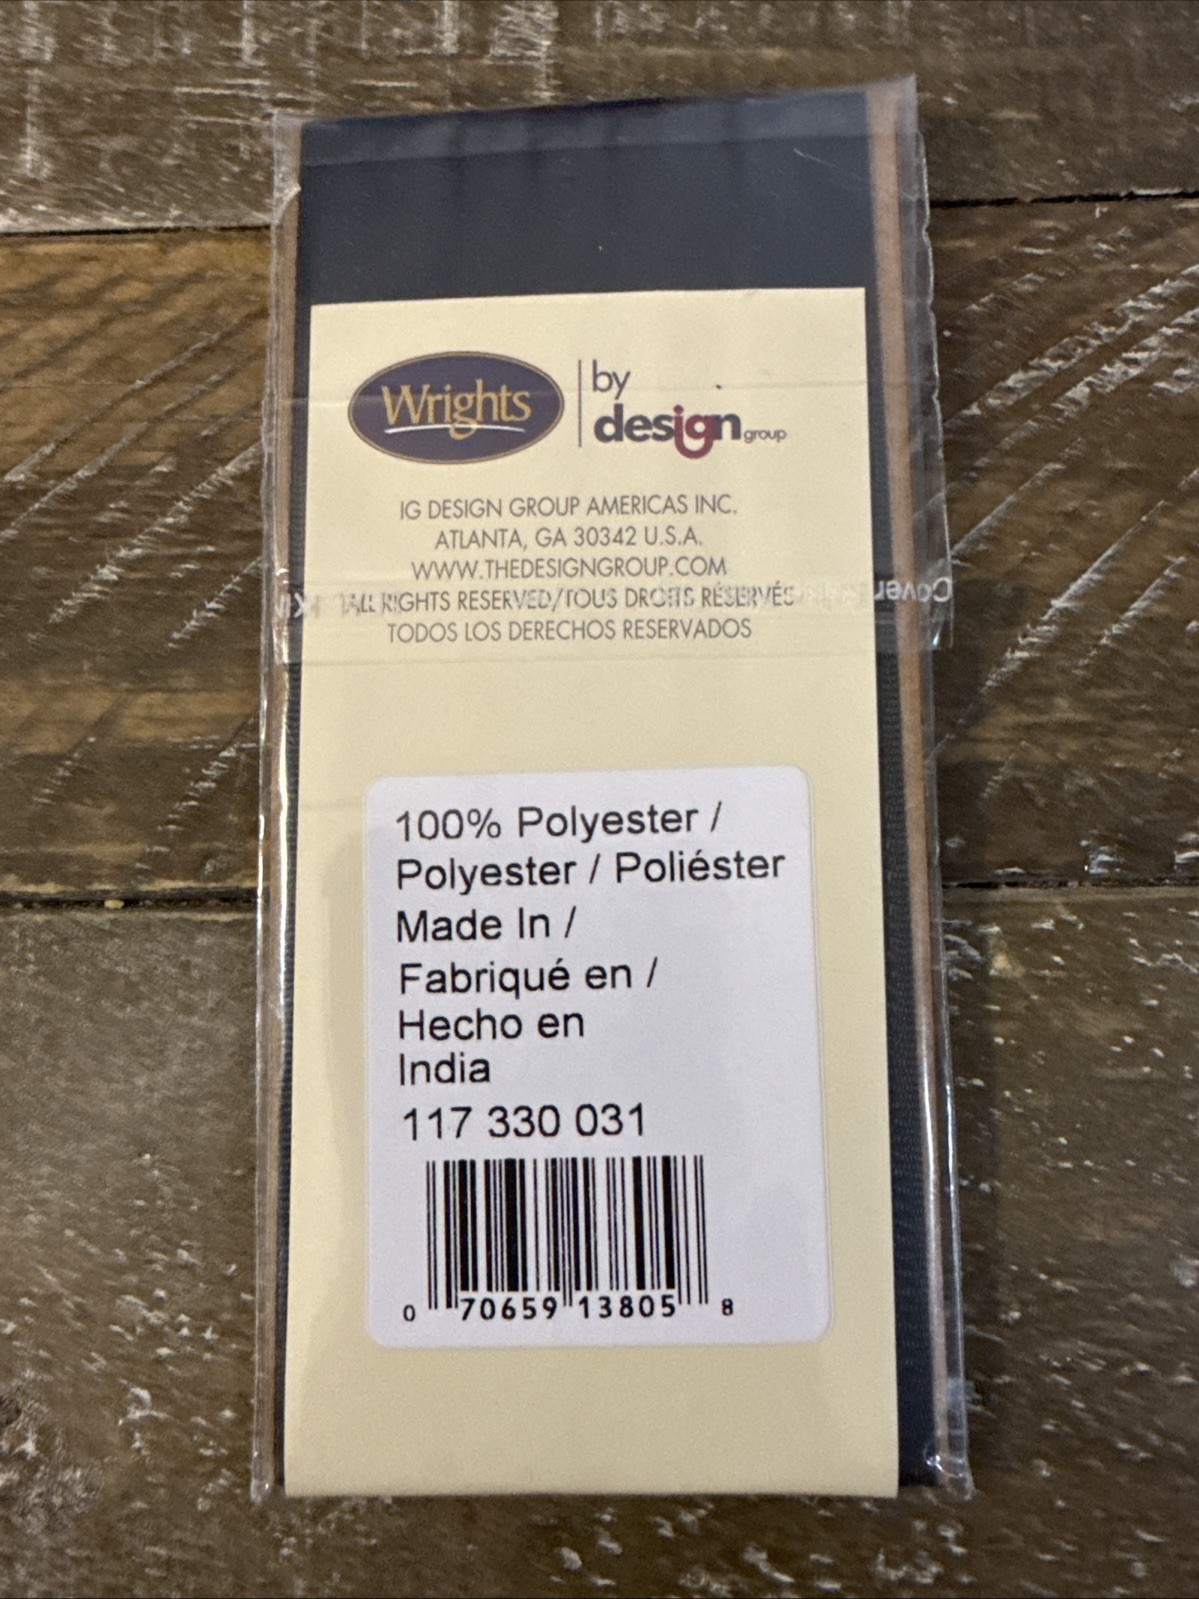 Wrights
by
design group
IG DESIGN GROUP AMERICAS INC.
ATLANTA, GA 30342 U.S.A.
WWW.THEDESIGNGROUP.COM
ALL RIGHTS RESERVED/TOUS DROITS RÉSERVÉS
TODOS LOS DERECHOS RESERVADOS
Cover
100% Polyester /
Polyester / Poliéster
Made In /
Fabriqué en /
Hecho en
India
117 330 031
0 70659 13805 8